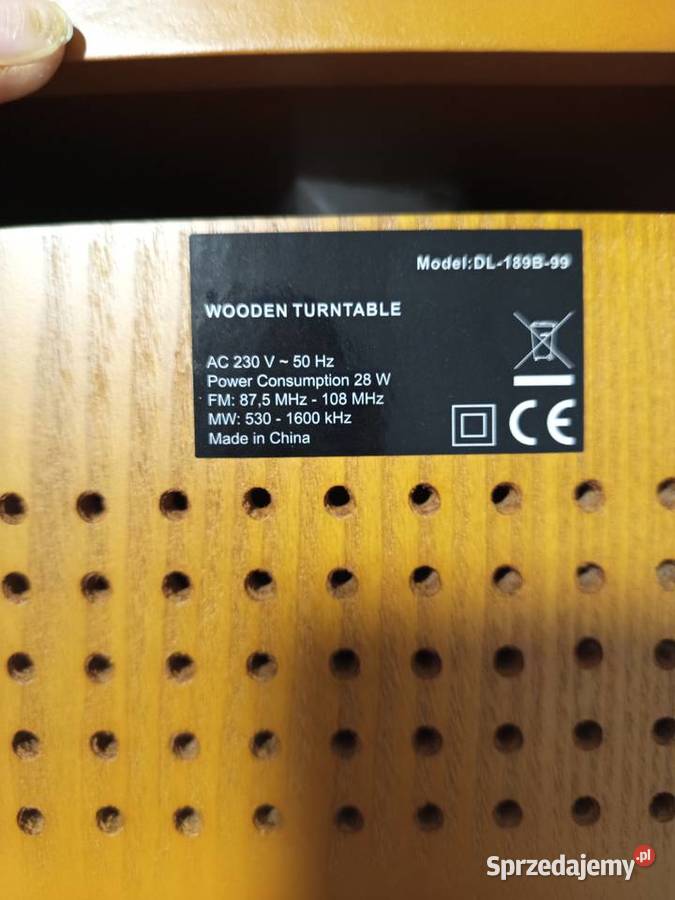 Model:DL-189B-99
WOODEN TURNTABLE
AC 230 V ~ 50 Hz
Power Consumption 28 W
FM: 87,5 MHz - 108 MHz
MW: 530 - 1600 kHz
Made in China
CE
Sprzedajemy.pl